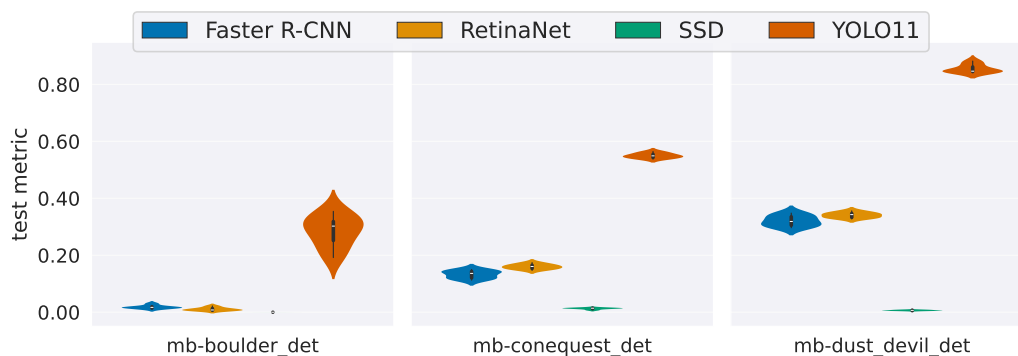 Faster R-CNN RetinaNet SSD YOLO11
test metric
0.80
0.60
0.40
0.20
0.00
mb-boulder_det mb-conequest_det mb-dust_devil_det